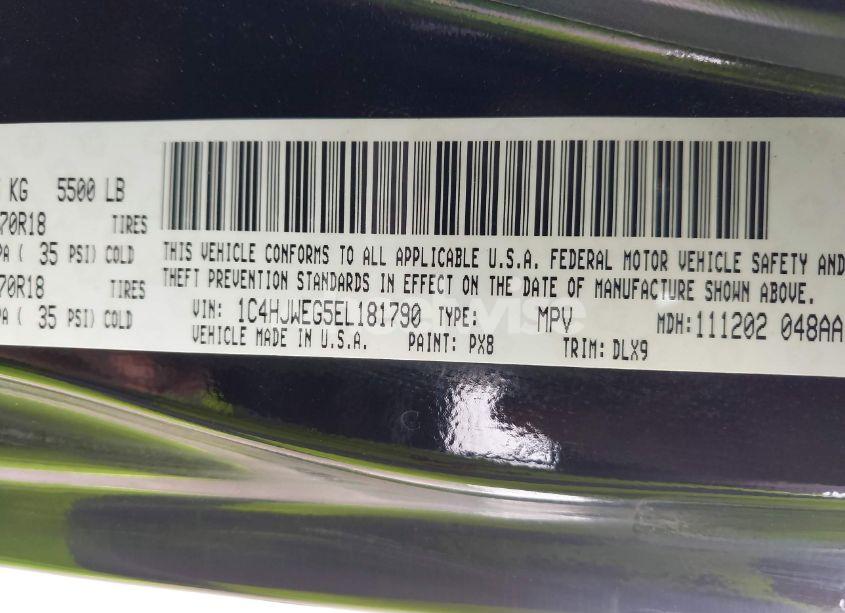 KG 5500 LB
70R18 TIRES
PA ( 35 PSI) COLD
70R18 TIRES
PA ( 35 PSI) COLD
THIS VEHICLE CONFORMS TO ALL APPLICABLE U.S.A. FEDERAL MOTOR VEHICLE SAFETY AND
THEFT PREVENTION STANDARDS IN EFFECT ON THE DATE OF MANUFACTURE SHOWN ABOVE.
VIN: 1C4HJWEG5EL181790 TYPE: MPV MDH: 111202 048AA
VEHICLE MADE IN U.S.A. PAINT: PX8 TRIM: DLX9